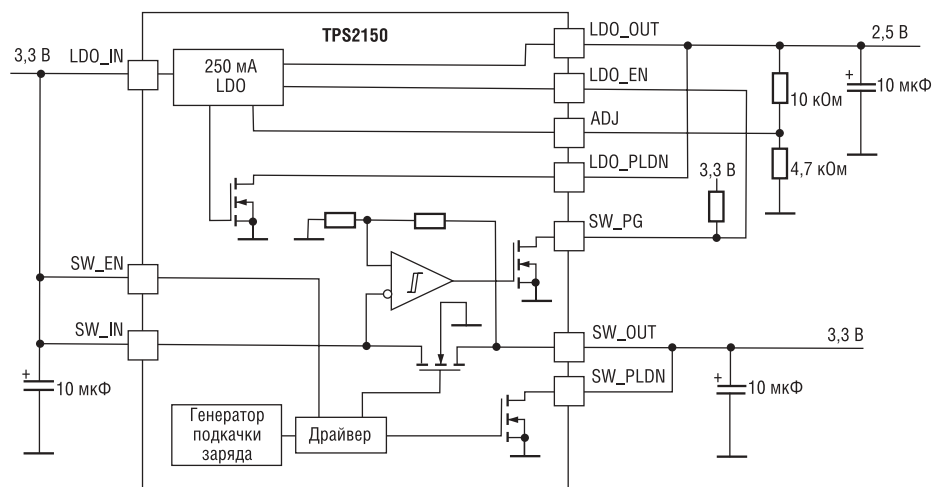 TPS2150
3,3 В
LDO_IN
250 мА
LDO
LDO_OUT
2,5 В
LDO_EN
10 кОм
+
10 мкФ
ADJ
LDO_PLDN
3,3 В
4,7 кОм
SW_PG
SW_EN
SW_IN
SW_OUT
3,3 В
SW_PLDN
+
10 мкФ
+
10 мкФ
Генератор
подкачки
заряда
Драйвер